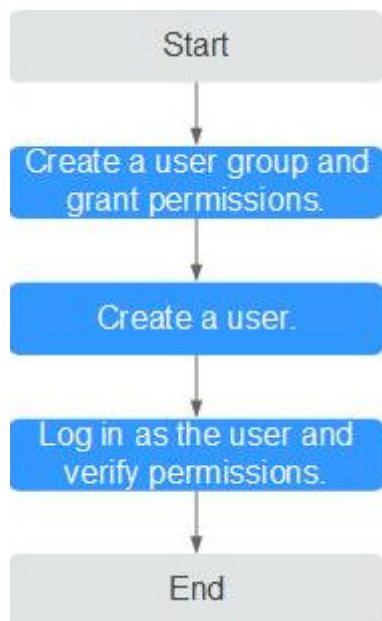 Start
Create a user group and
grant permissions.
Create a user.
Log in as the user and
verify permissions.
End